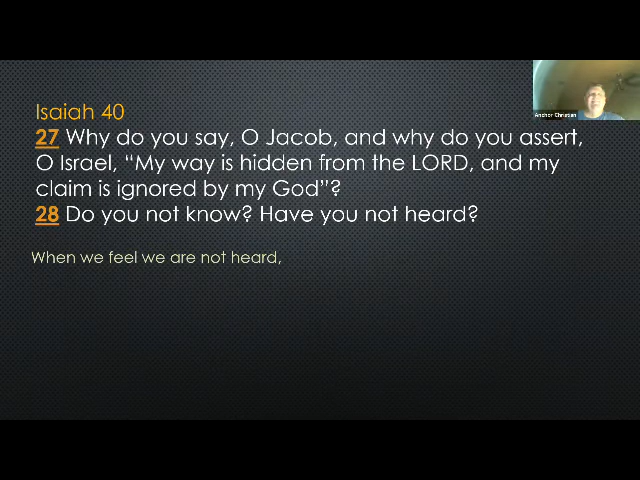 Anchor Christian
Isaiah 40
27 Why do you say, O Jacob, and why do you assert,
O Israel, “My way is hidden from the LORD, and my
claim is ignored by my God”?
28 Do you not know? Have you not heard?
When we feel we are not heard,